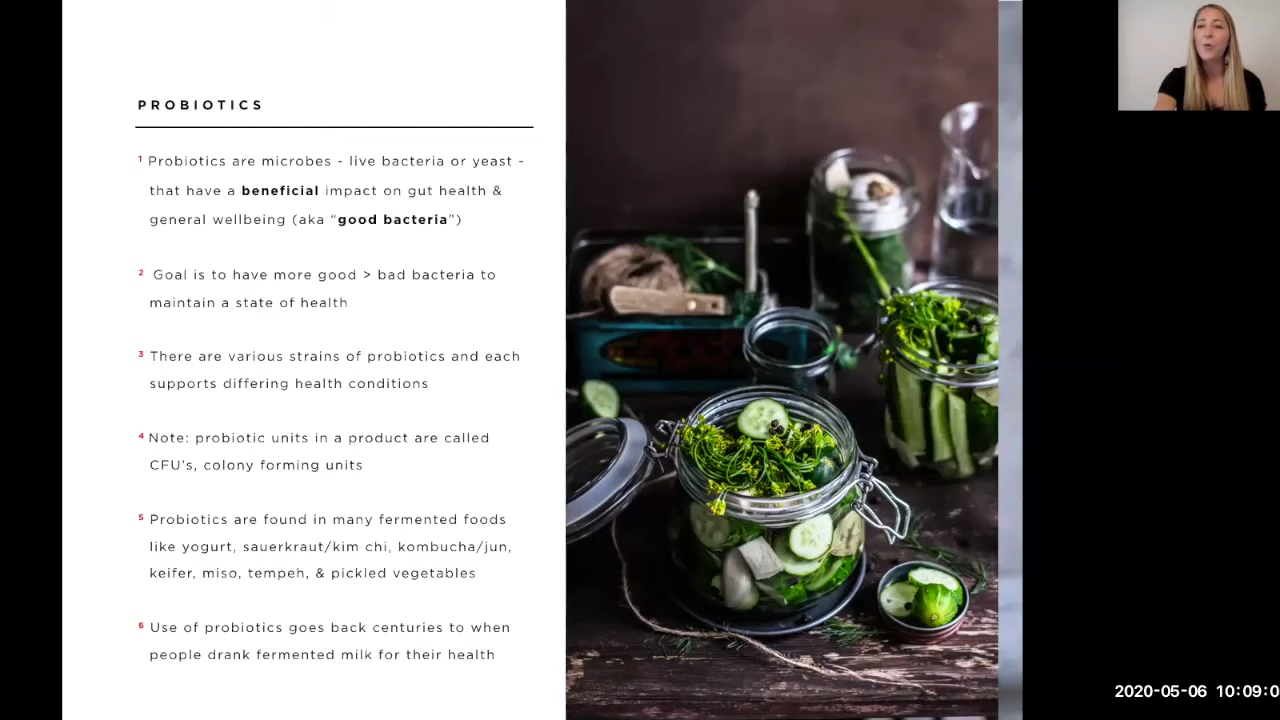 PROBIOTICS
¹ Probiotics are microbes - live bacteria or yeast -
that have a beneficial impact on gut health &
general wellbeing (aka “good bacteria”)
² Goal is to have more good > bad bacteria to
maintain a state of health
³ There are various strains of probiotics and each
supports differing health conditions
⁴ Note: probiotic units in a product are called
CFU’s, colony forming units
⁵ Probiotics are found in many fermented foods
like yogurt, sauerkraut/kim chi, kombucha/jun,
keifer, miso, tempeh, & pickled vegetables
⁶ Use of probiotics goes back centuries to when
people drank fermented milk for their health
2020-05-06 10:09:0